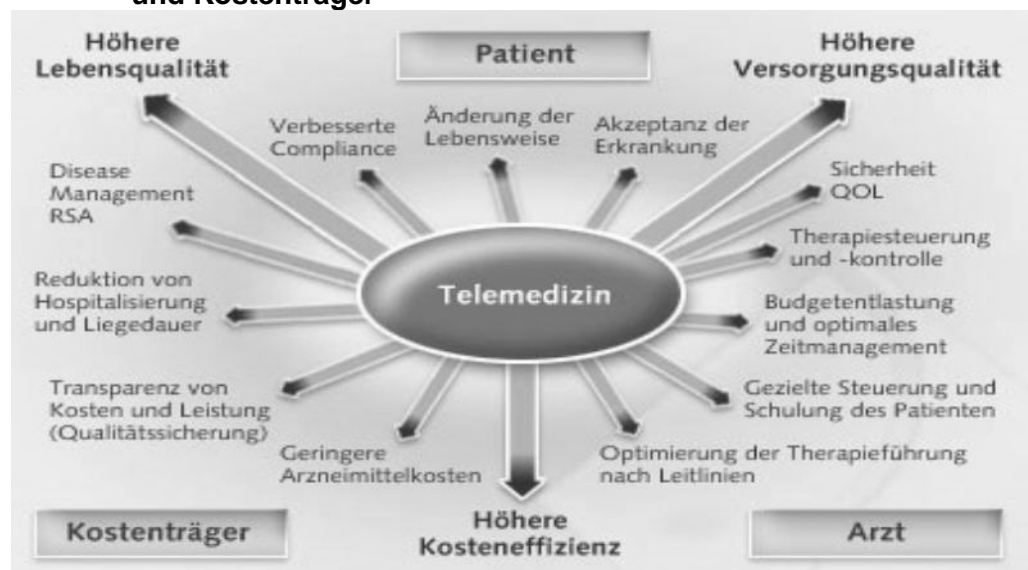 und Kostenträger
Höhere
Lebensqualität
Patient
Höhere
Versorgungsqualität
Verbesserte
Compliance
Änderung der
Lebensweise
Akzeptanz der
Erkrankung
Disease
Management
RSA
Sicherheit
QOL
Therapiesteuerung
und -kontrolle
Reduktion von
Hospitalisierung
und Liegedauer
Telemedizin
Budgetentlastung
und optimales
Zeitmanagement
Transparenz von
Kosten und Leistung
(Qualitätssicherung)
Gezielte Steuerung und
Schulung des Patienten
Geringere
Arzneimittelkosten
Optimierung der Therapieführung
nach Leitlinien
Kostenträger
Höhere
Kosteneffizienz
Arzt